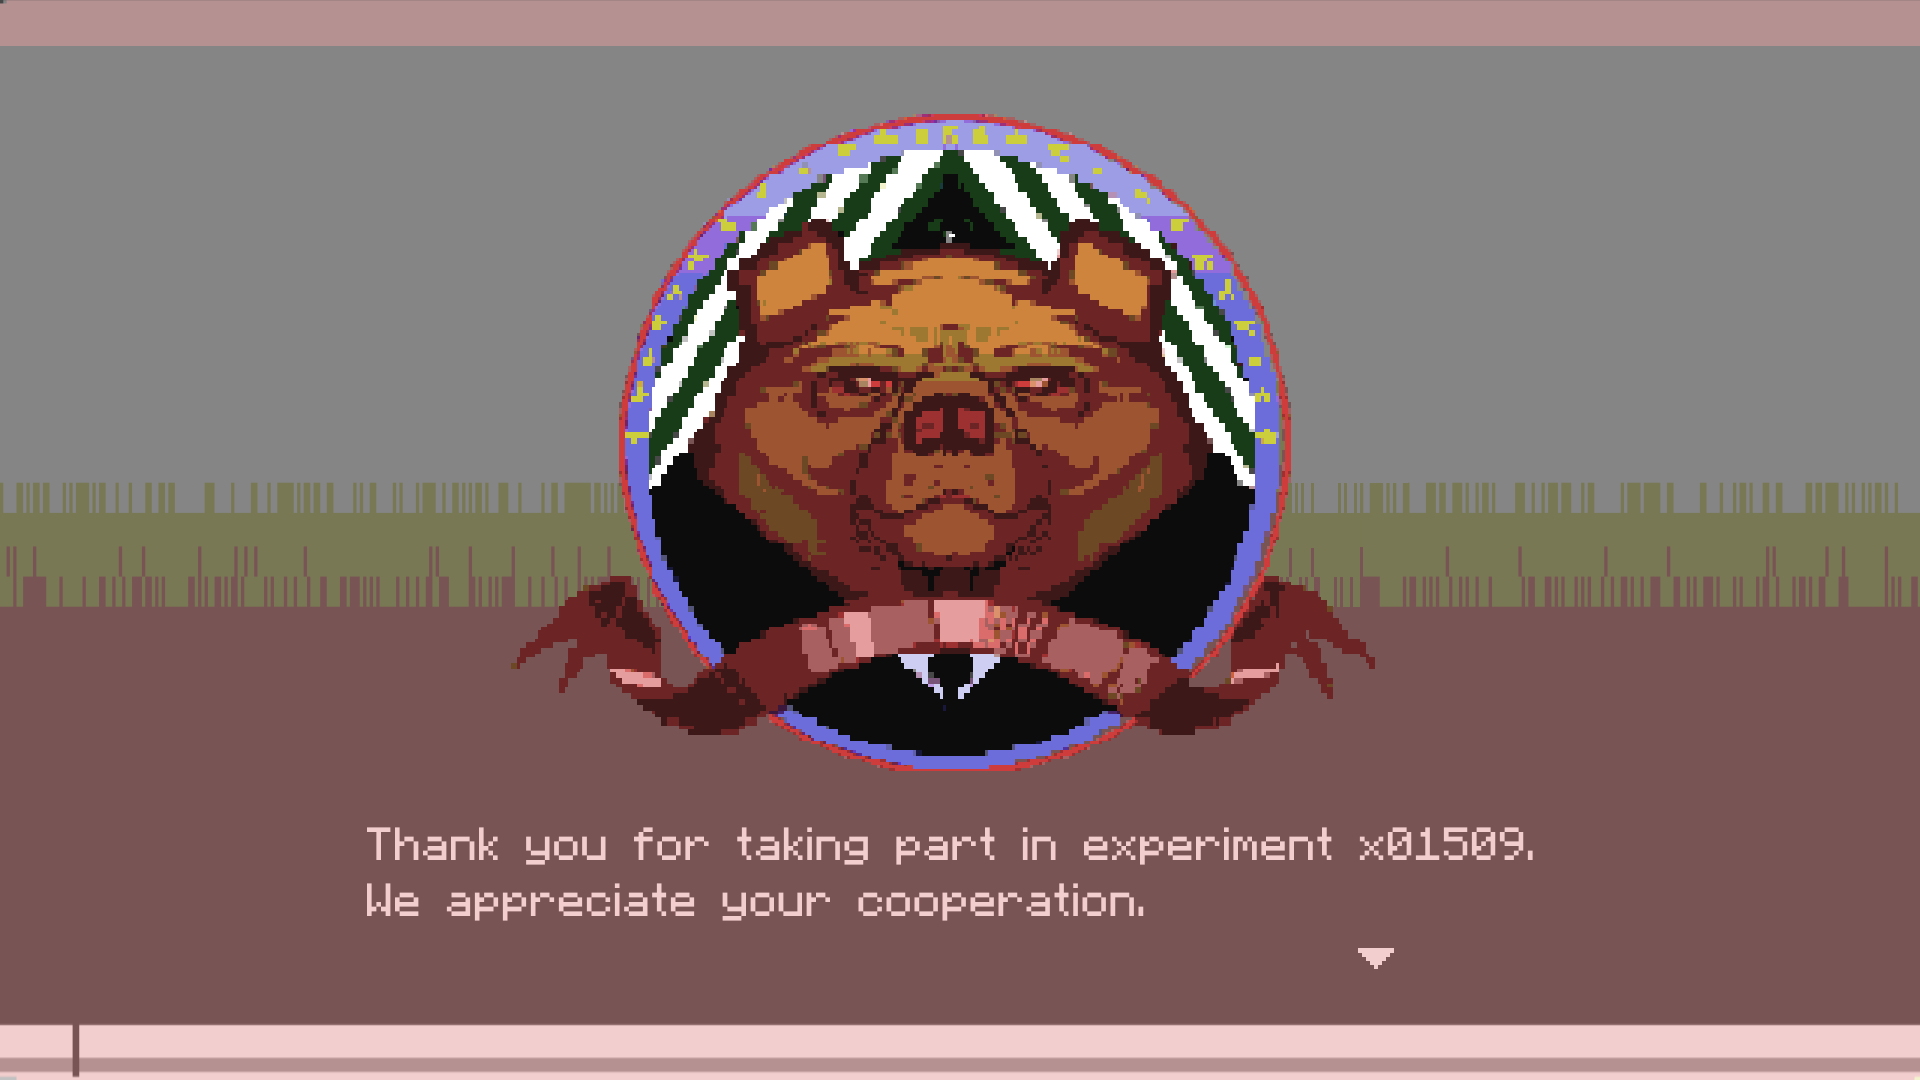 Thank you for taking part in experiment x01509.
We appreciate your cooperation.